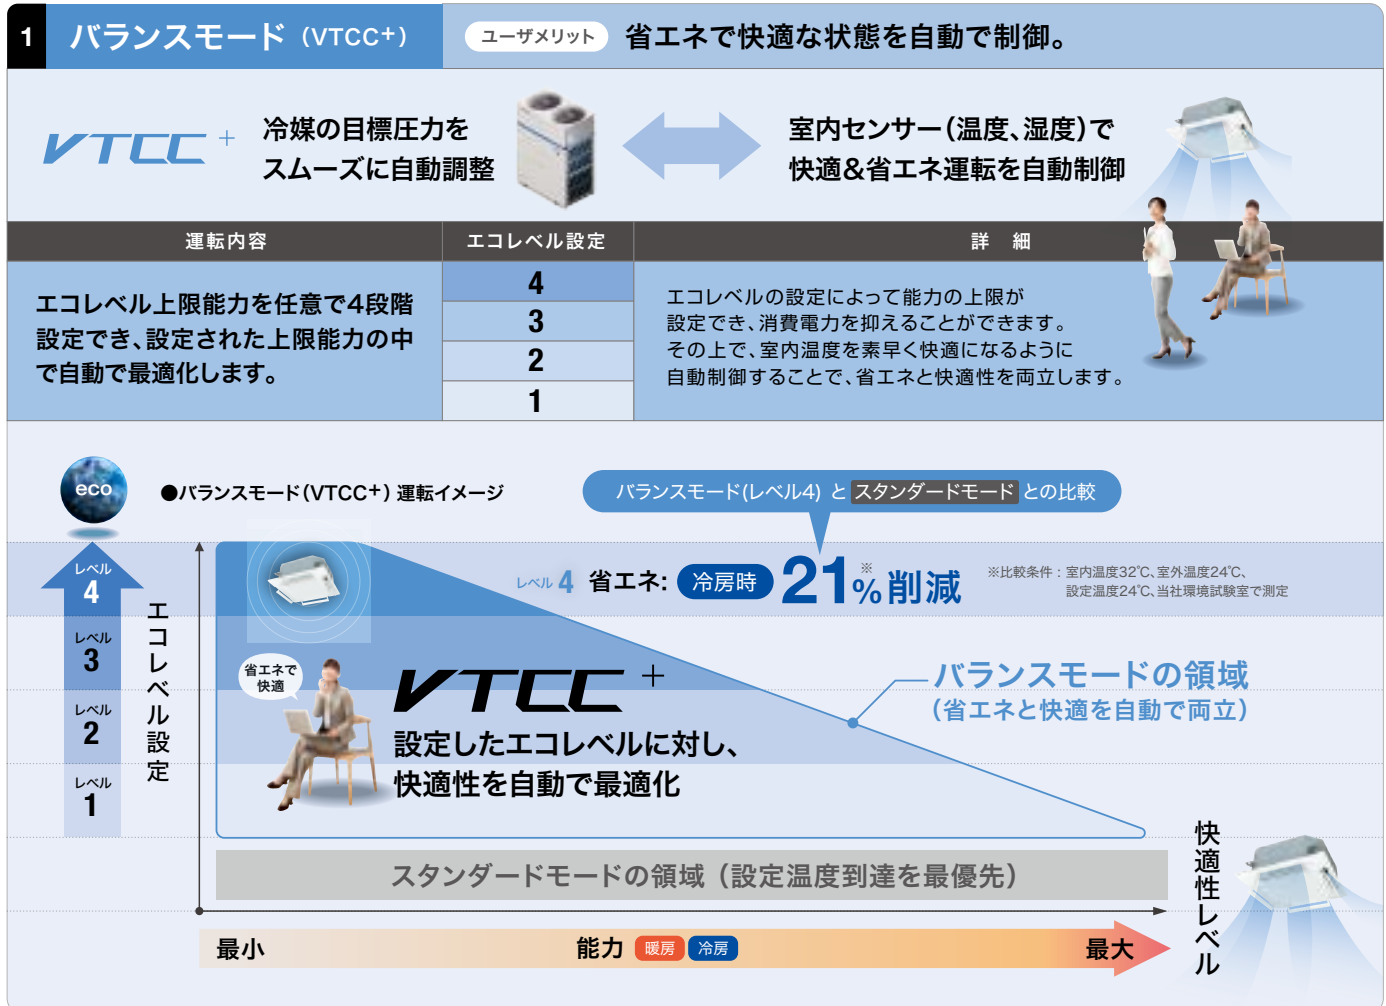 1
バランスモード（VTCC+）
ユーザメリット
省エネで快適な状態を自動で制御。
VTCC+
冷媒の目標圧力を
スムーズに自動調整
室内センサー（温度、湿度）で
快適&省エネ運転を自動制御
運転内容
エコレベル設定
詳 細
エコレベル上限能力を任意で4段階
設定でき、設定された上限能力の中
で自動で最適化します。
4
3
2
1
エコレベルの設定によって能力の上限が
設定でき、消費電力を抑えることができます。
その上で、室内温度を素早く快適になるように
自動制御することで、省エネと快適性を両立します。
eco
●バランスモード（VTCC+）運転イメージ
バランスモード(レベル4) と スタンダードモード との比較
レベル
4
レベル
3
レベル
2
レベル
1
エコレベル設定
レベル 4 省エネ: 冷房時 21%※削減
※比較条件：室内温度32℃、室外温度24℃、
設定温度24℃、当社環境試験室で測定
省エネで
快適
VTCC+
設定したエコレベルに対し、
快適性を自動で最適化
バランスモードの領域
（省エネと快適を自動で両立）
スタンダードモードの領域（設定温度到達を最優先）
快適性レベル
最小
能力 暖房 冷房
最大